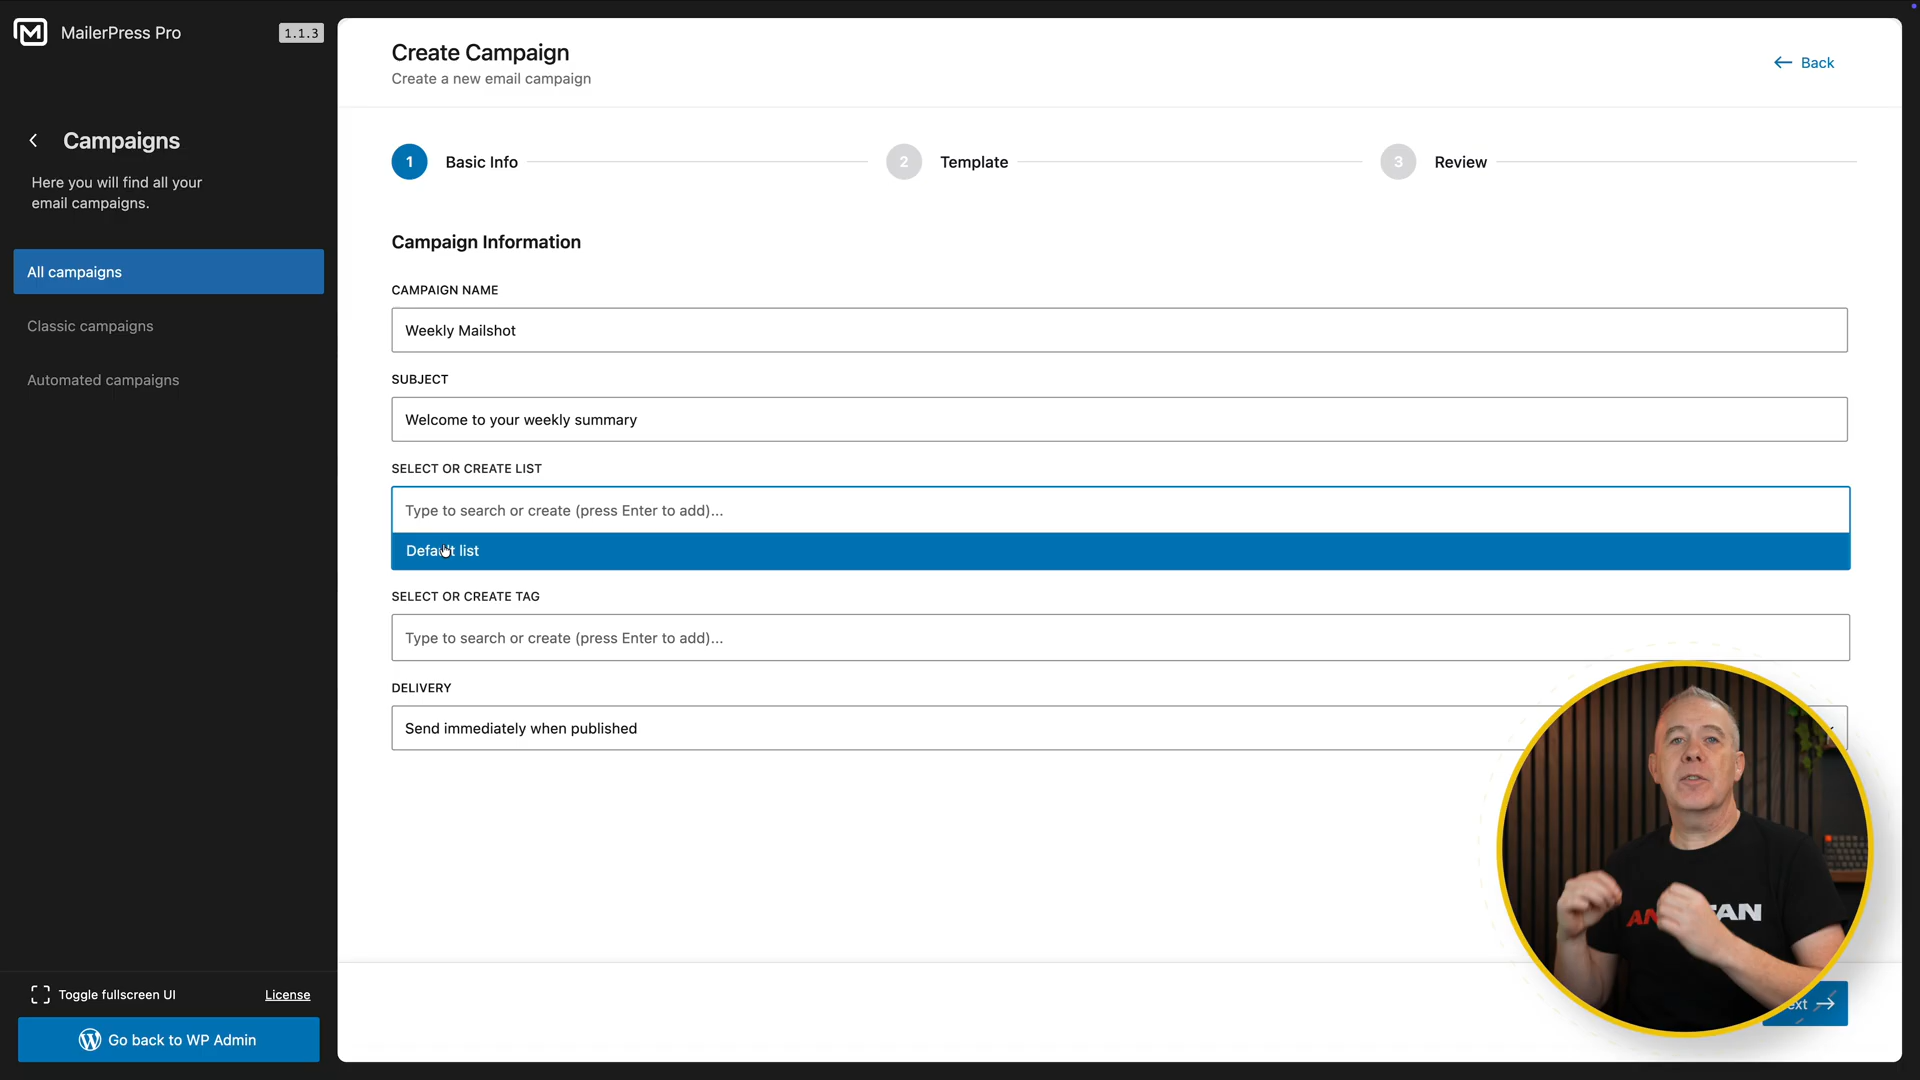 MailerPress Pro
1.1.3
Campaigns
Here you will find all your
email campaigns.
All campaigns
Classic campaigns
Automated campaigns
Toggle fullscreen UI
License
Go back to WP Admin
Create Campaign
Create a new email campaign
Back
1
Basic Info
2
Template
3
Review
Campaign Information
CAMPAIGN NAME
Weekly Mailshot
SUBJECT
Welcome to your weekly summary
SELECT OR CREATE LIST
Type to search or create (press Enter to add)...
Default list
SELECT OR CREATE TAG
Type to search or create (press Enter to add)...
DELIVERY
Send immediately when published